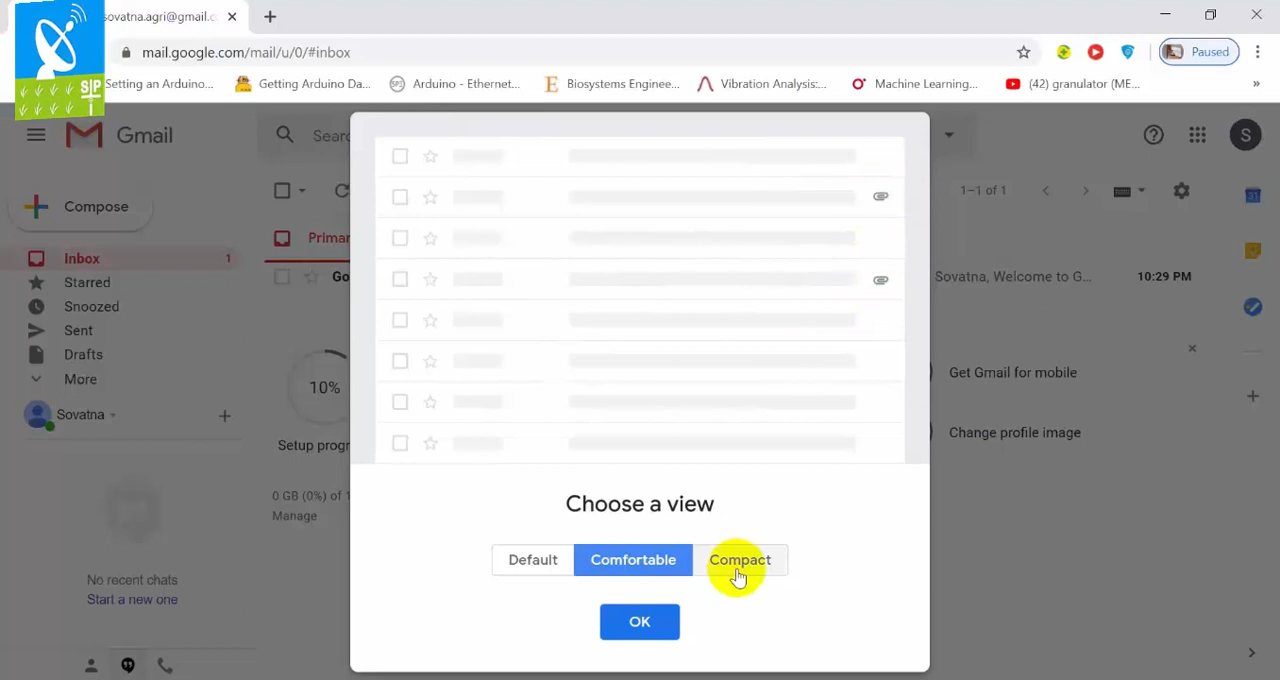 sovatna.agri@gmail.c
mail.google.com/mail/u/0/#inbox
Paused
SJP
Setting an Arduino...
Getting Arduino Da...
Arduino - Ethernet...
Biosystems Enginee...
Vibration Analysis:...
Machine Learning...
(42) granulator (ME...
Gmail
Sear
S
Compose
1–1 of 1
Primar
Inbox
1
Go
Sovatna, Welcome to G...
10:29 PM
Starred
Snoozed
Sent
Drafts
More
10%
Get Gmail for mobile
Sovatna
Change profile image
Setup progr
0 GB (0%) of 1
Manage
Choose a view
Default
Comfortable
Compact
OK
No recent chats
Start a new one